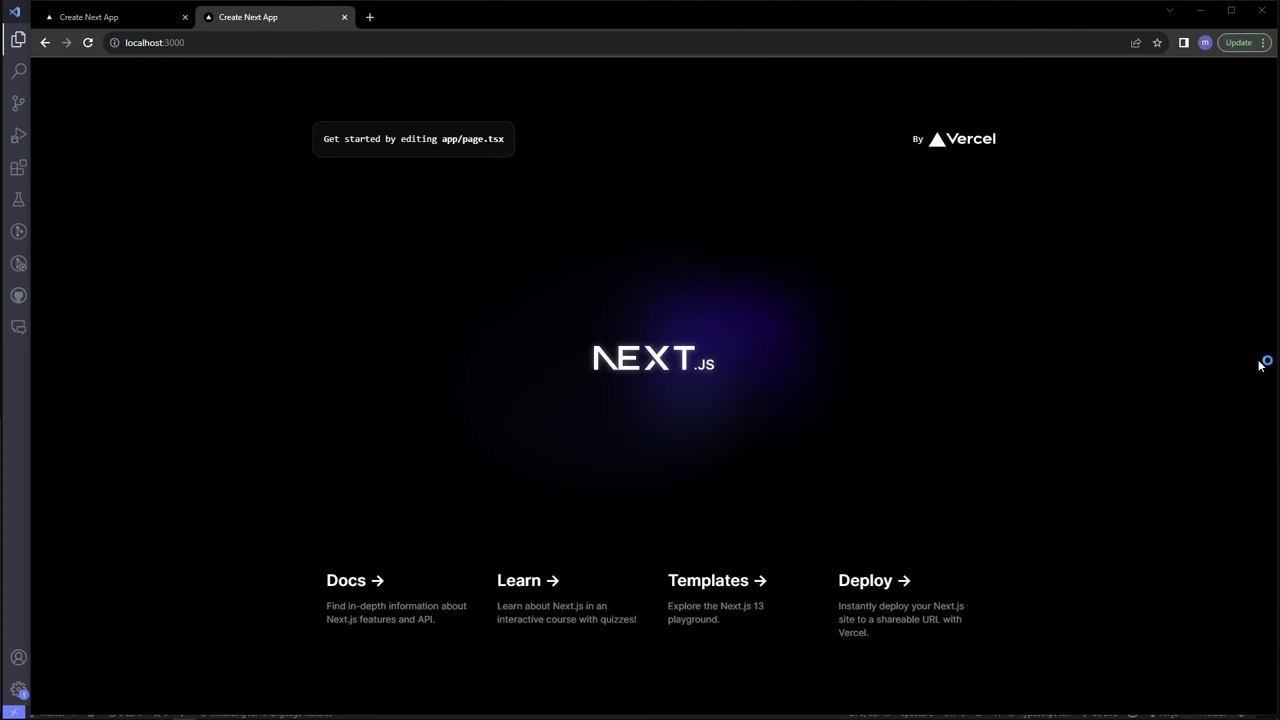 Create Next App
Create Next App
localhost:3000
m
Update
Get started by editing app/page.tsx
By Vercel
NEXT.JS
Docs ->
Find in-depth information about
Next.js features and API.
Learn ->
Learn about Next.js in an
interactive course with quizzes!
Templates ->
Explore the Next.js 13
playground.
Deploy ->
Instantly deploy your Next.js
site to a shareable URL with
Vercel.
1